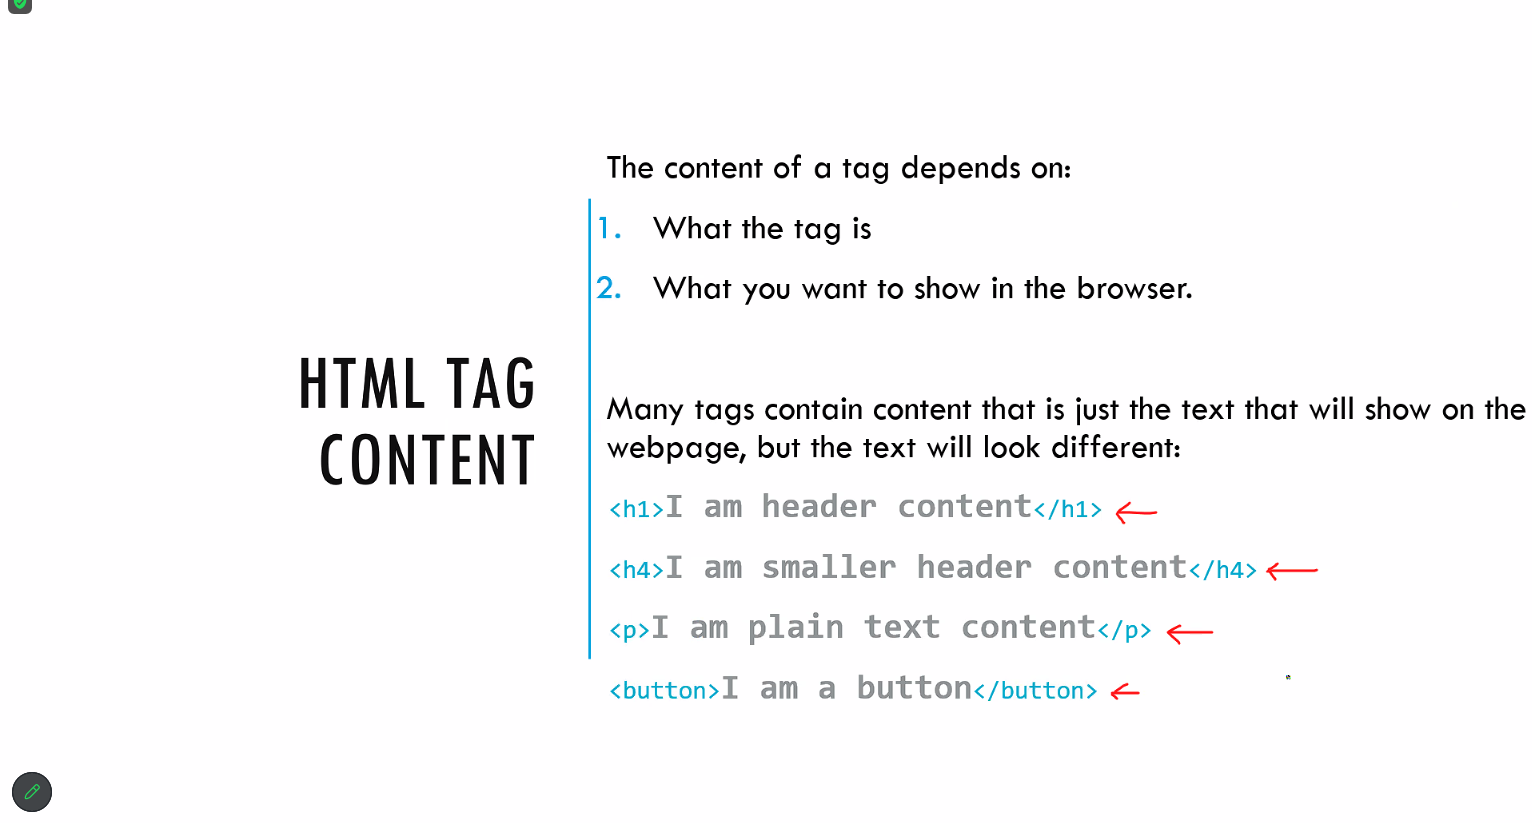 HTML TAG
CONTENT
The content of a tag depends on:
1. What the tag is
2. What you want to show in the browser.
Many tags contain content that is just the text that will show on the
webpage, but the text will look different:
<h1>I am header content</h1>
<h4>I am smaller header content</h4>
<p>I am plain text content</p>
<button>I am a button</button>